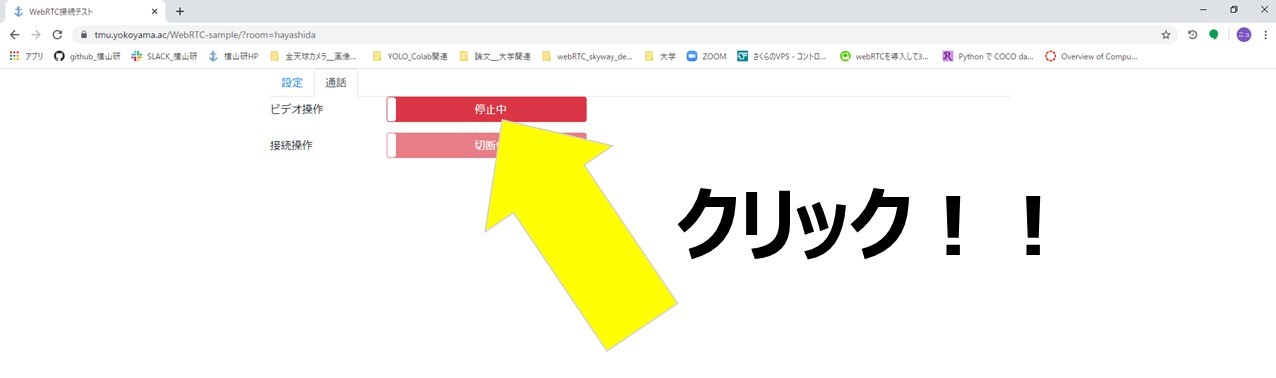 WebRTC接続テスト
tmu.yokoyama.ac/WebRTC-sample/?room=hayashida
アプリ github_横山研 SLACK_横山研 横山研HP 全天球カメラ__画像... YOLO_Colab関連 論文__大学関連 webRTC_skyway_de... 大学 ZOOM さくらのVPS - コントロ... webRTCを導入して3... Python で COCO da... Overview of Compu...
設定 通話
ビデオ操作 停止中
接続操作 切断
クリック！！
ニュ